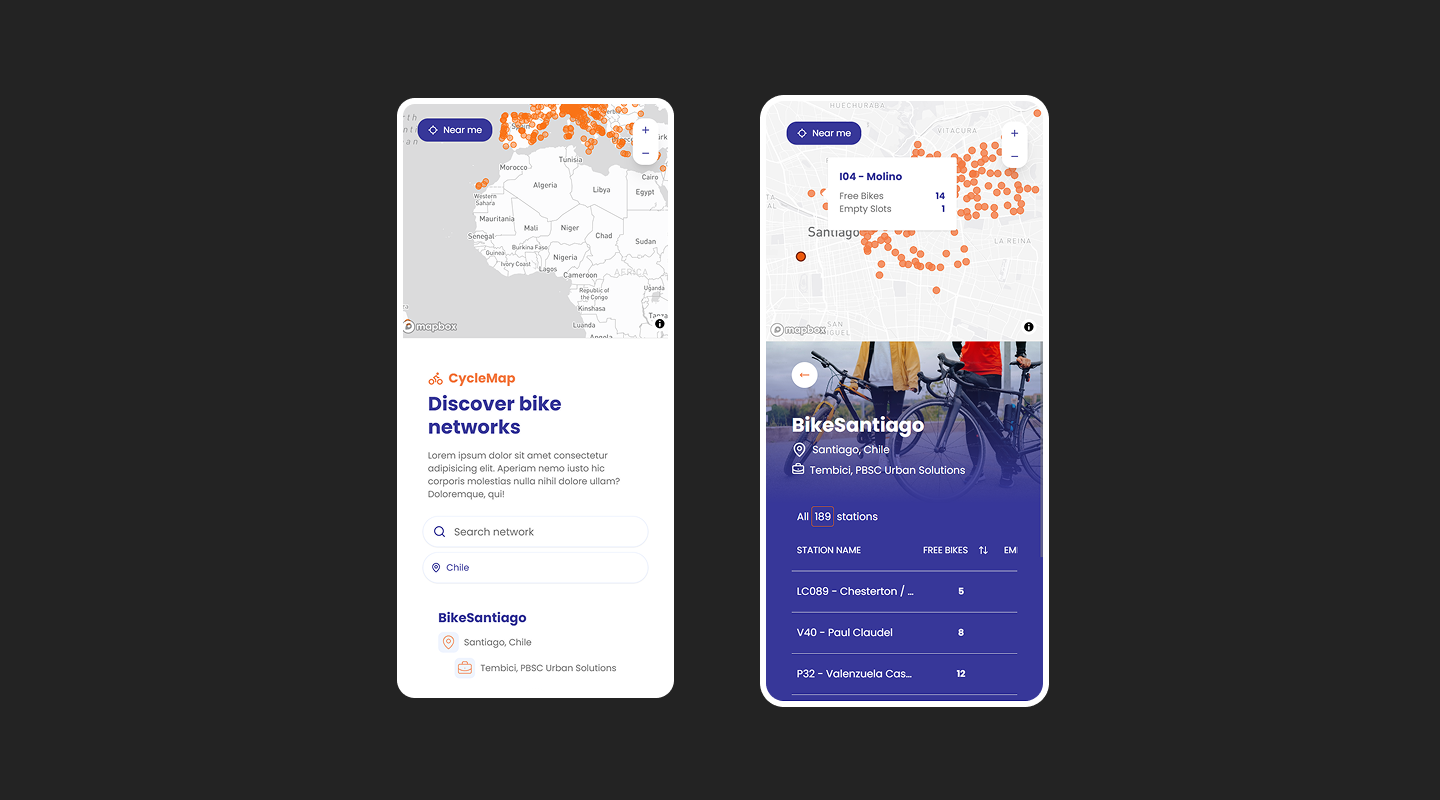 Near me
+
−
Spain
Tunisia
Morocco
Algeria
Libya
Cairo
Egypt
Western
Sahara
Mauritania
Mali
Niger
Chad
Sudan
Senegal
Burkina Faso
Guinea
Nigeria
Ivory Coast
Lagos
Cameroon
AFRICA
Republic of
the Congo
Uganda
Kinshasa
Luanda
Angola
mapbox
CycleMap
Discover bike
networks
Lorem ipsum dolor sit amet consectetur
adipisicing elit. Aperiam nemo iusto hic
corporis molestias nulla nihil dolore ullam?
Doloremque, qui!
Search network
Chile
BikeSantiago
Santiago, Chile
Tembici, PBSC Urban Solutions
HUECHURABA
Near me
VITACURA
+
−
I04 - Molino
Free Bikes 14
Empty Slots 1
Santiago
LA REINA
mapbox
SAN
IGUEL
←
BikeSantiago
Santiago, Chile
Tembici, PBSC Urban Solutions
All 189 stations
STATION NAME FREE BIKES EM
LC089 - Chesterton / ... 5
V40 - Paul Claudel 8
P32 - Valenzuela Cas... 12